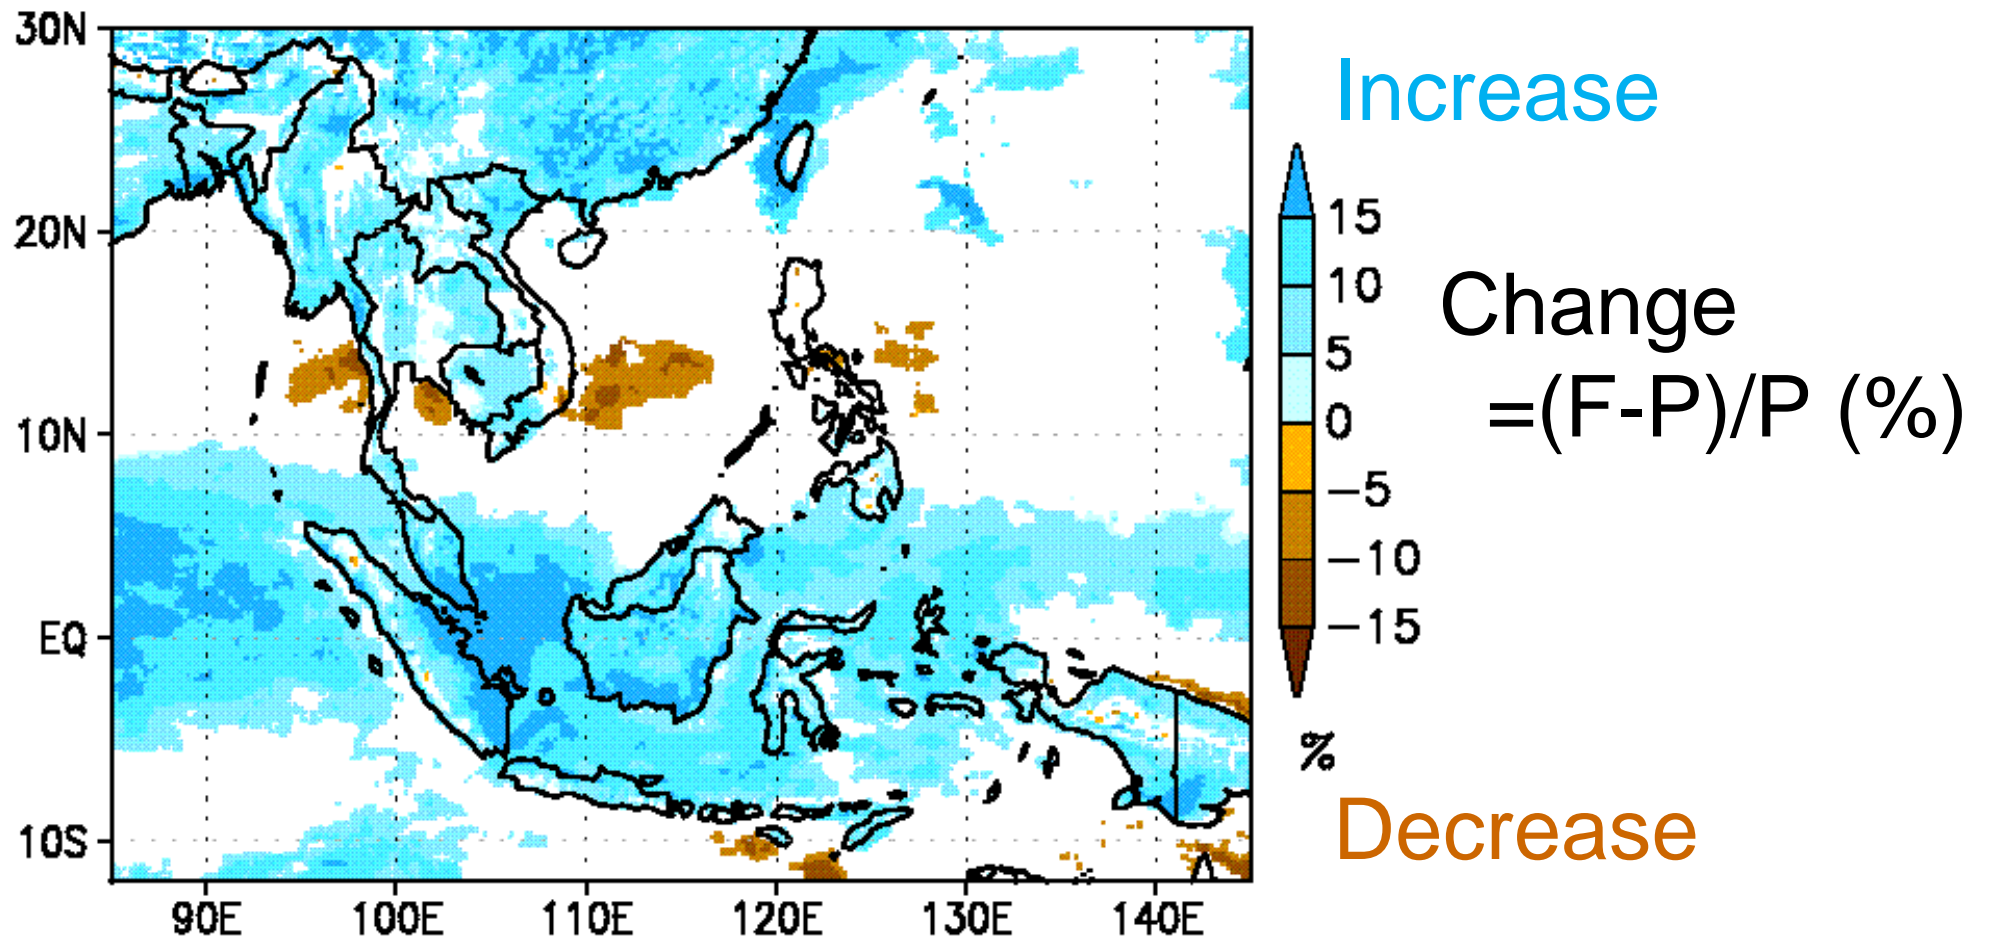 30N
20N
10N
EQ
10S
90E
100E
110E
120E
130E
140E
Increase
15
10
5
0
−5
−10
−15
%
Change
=(F-P)/P (%)
Decrease